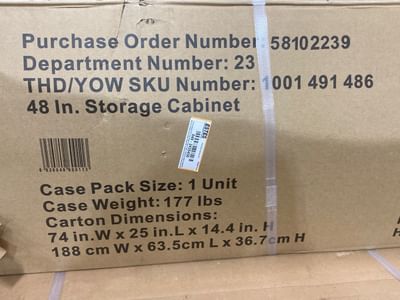 Purchase Order Number: 58102239
Department Number: 23
THD/YOW SKU Number: 1001 491 486
48 In. Storage Cabinet
Case Pack Size: 1 Unit
Case Weight: 177 lbs
Carton Dimensions:
74 in.W x 25 in.L x 14.4 in. H
188 cm W x 63.5cm L x 36.7cm H